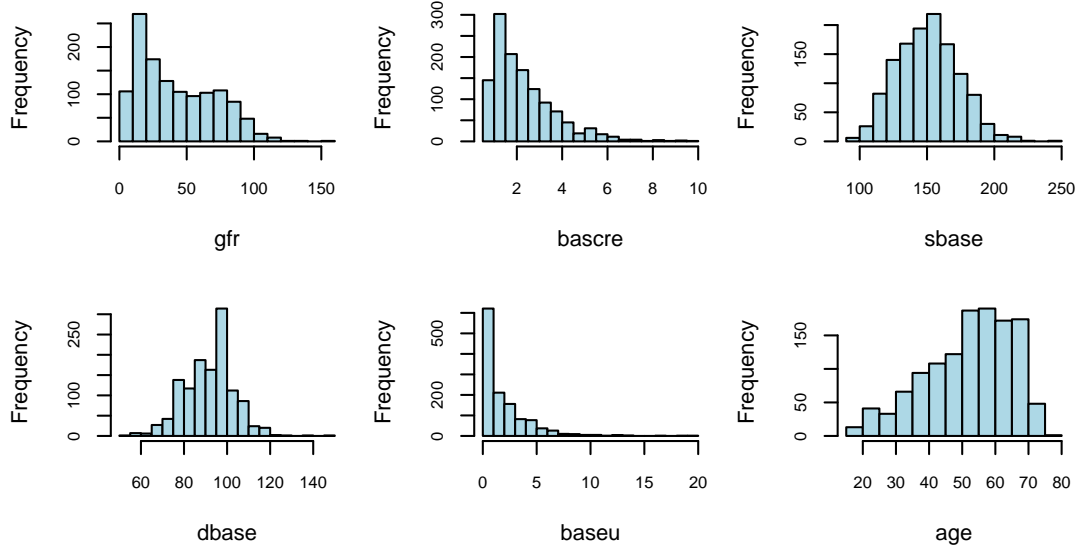 Frequency
0
100
200
0 50 100 150
gfr
Frequency
0
100
200
300
2 4 6 8 10
bascre
Frequency
0
50
150
100 150 200 250
sbase
Frequency
0
100
250
60 80 100 120 140
dbase
Frequency
0
200
500
0 5 10 15 20
baseu
Frequency
0
50
150
20 30 40 50 60 70 80
age